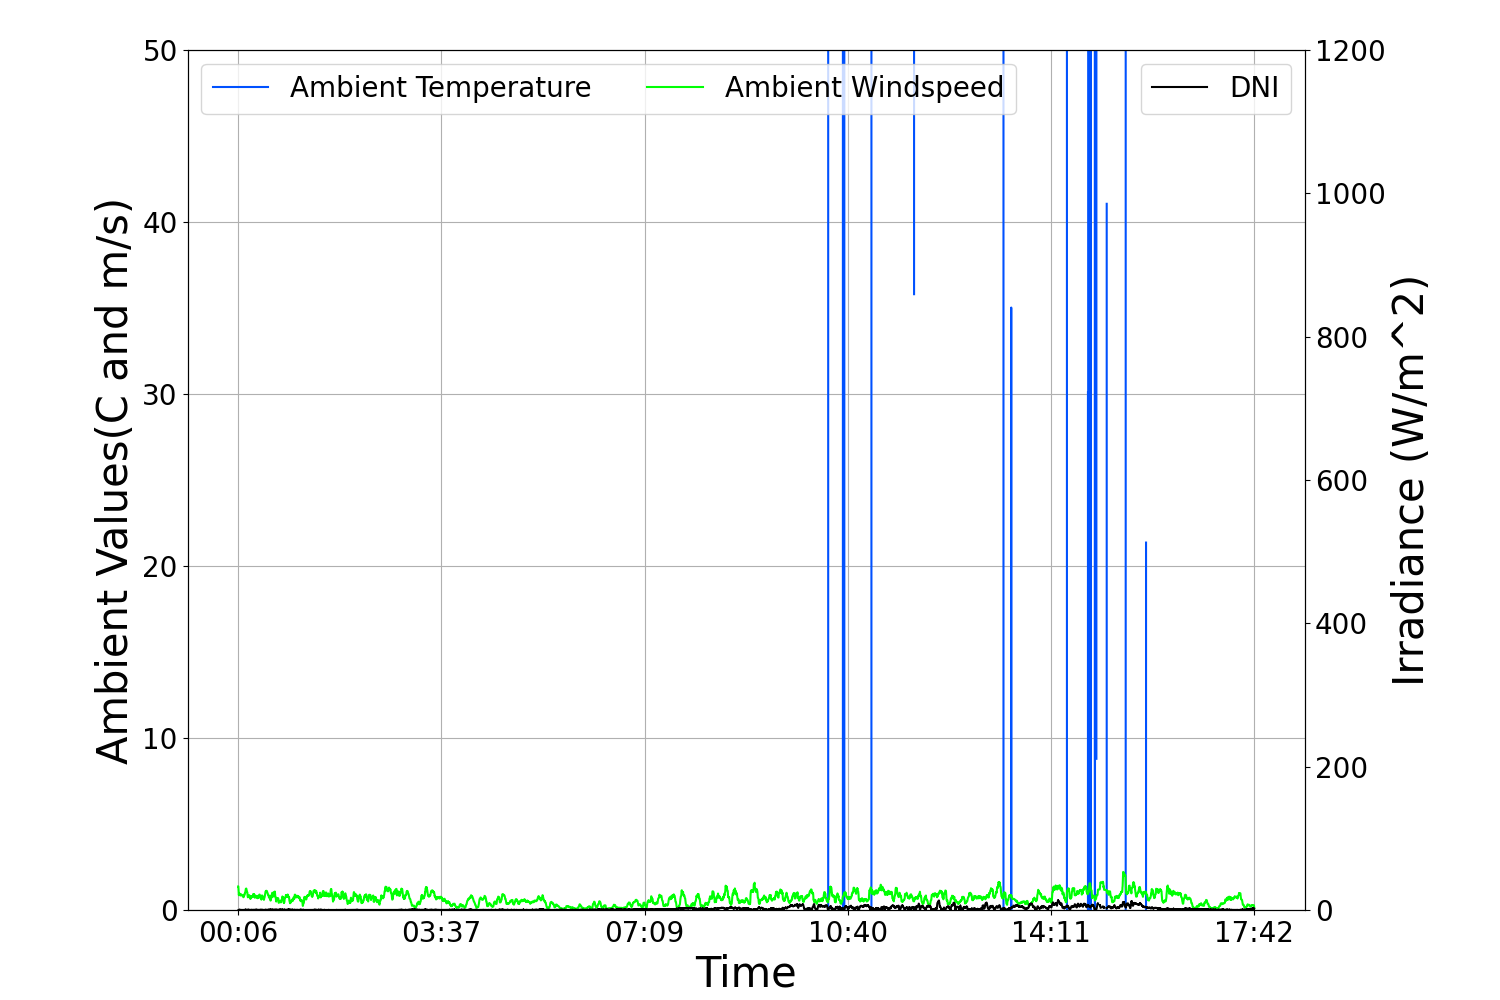 Ambient Temperature Ambient Windspeed DNI
50
40
30
20
10
0
Ambient Values(C and m/s)
1200
1000
800
600
400
200
0
Irradiance (W/m^2)
00:06 03:37 07:09 10:40 14:11 17:42
Time